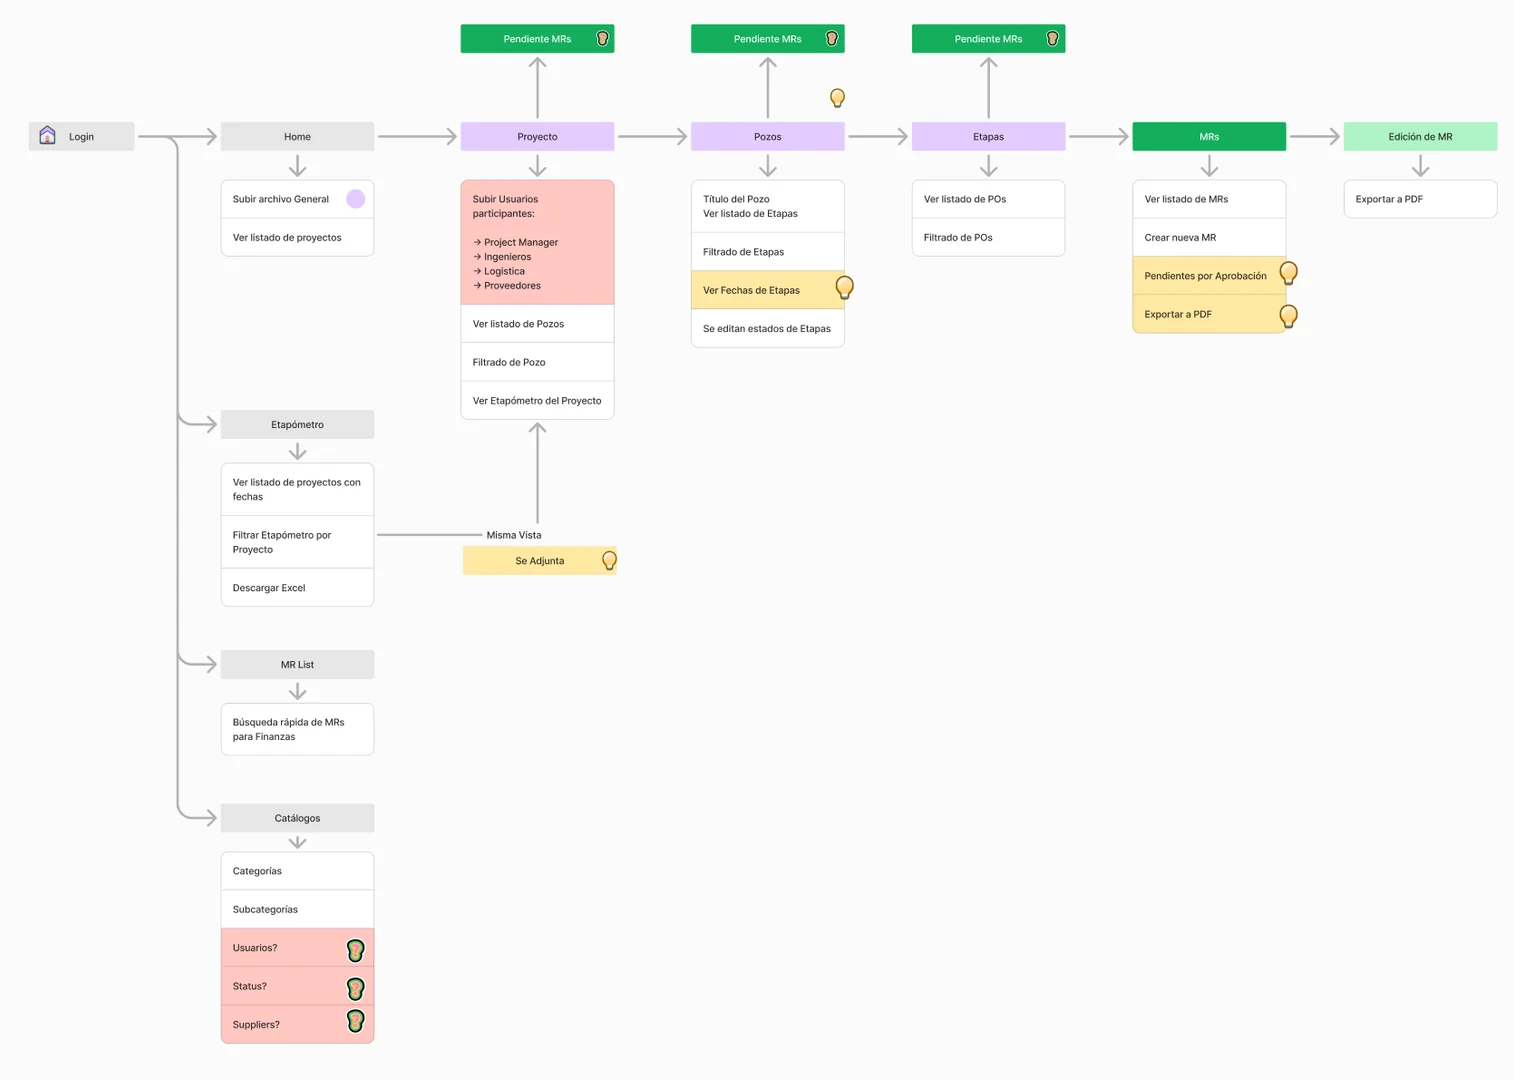 Pendiente MRs
Pendiente MRs
Pendiente MRs
Login
Home
Proyecto
Pozos
Etapas
MRs
Edición de MR
Subir archivo General
Ver listado de proyectos
Subir Usuarios
participantes:
→ Project Manager
→ Ingenieros
→ Logística
→ Proveedores
Ver listado de Pozos
Filtrado de Pozo
Ver Etapómetro del Proyecto
Título del Pozo
Ver listado de Etapas
Filtrado de Etapas
Ver Fechas de Etapas
Se editan estados de Etapas
Ver listado de POs
Filtrado de POs
Ver listado de MRs
Crear nueva MR
Pendientes por Aprobación
Exportar a PDF
Exportar a PDF
Etapómetro
Ver listado de proyectos con
fechas
Filtrar Etapómetro por
Proyecto
Descargar Excel
Misma Vista
Se Adjunta
MR List
Búsqueda rápida de MRs
para Finanzas
Catálogos
Categorías
Subcategorías
Usuarios?
Status?
Suppliers?